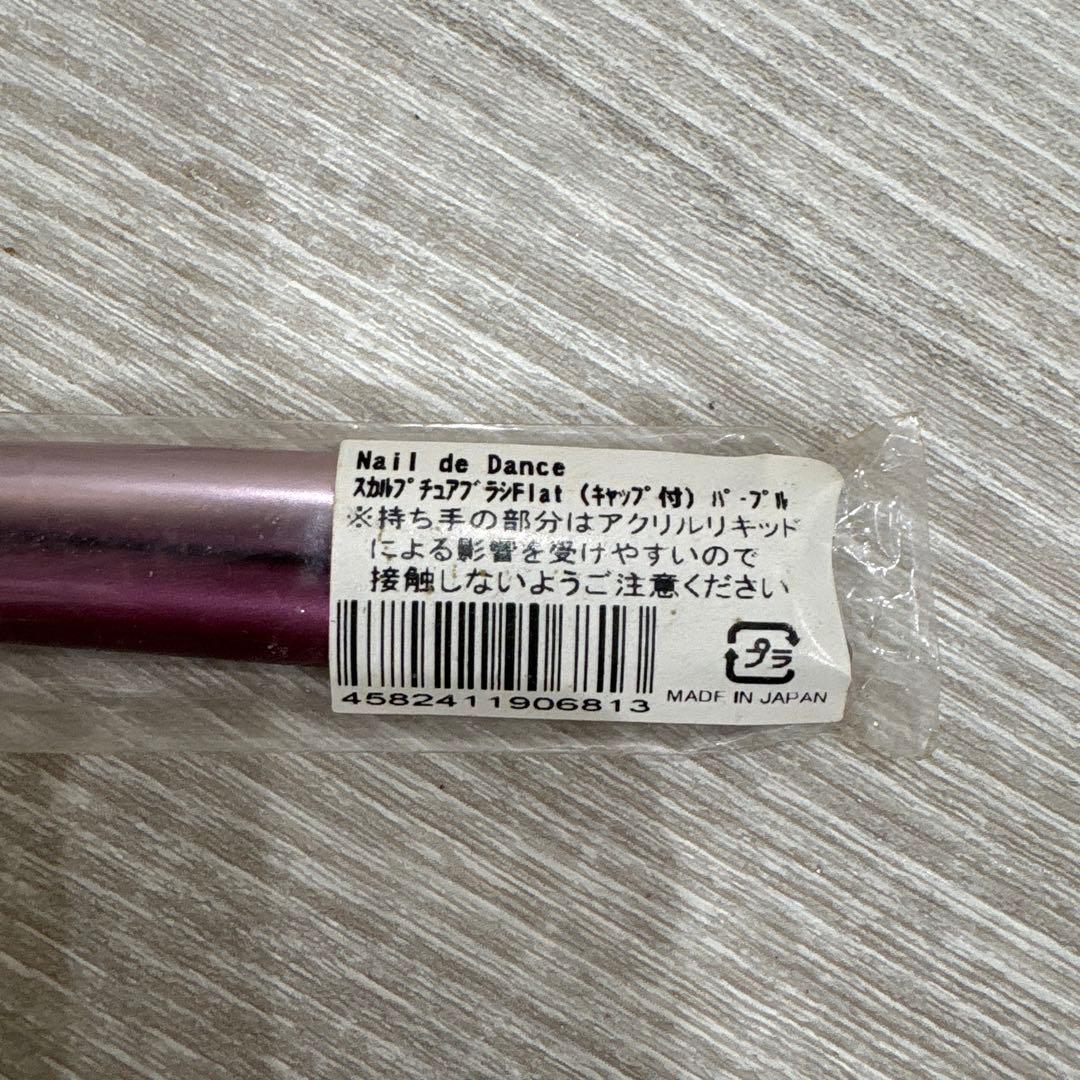 Nail de Dance
ｽｶﾙﾌﾟﾁｭｱﾌﾞﾗｼFlat (ｷｬｯﾌﾟ付) ﾊﾟｰﾌﾟﾙ
※持ち手の部分はアクリルリキッド
による影響を受けやすいので
接触しないようご注意ください
プラ
4582411906813
MADE IN JAPAN